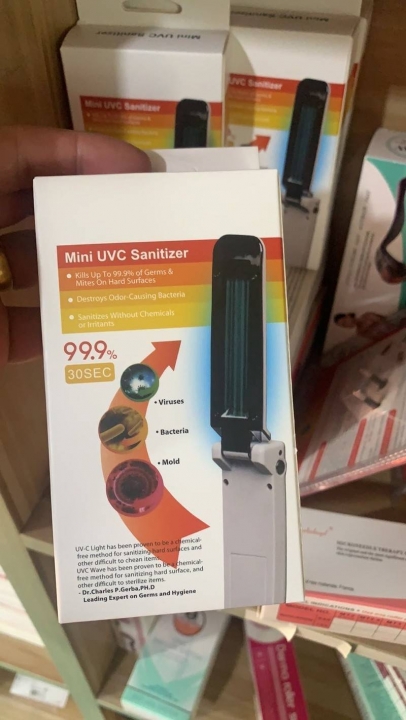 Mini UVC Sanitizer
UVC Sanitizer
Mini UVC Sanitizer
Kills Up To 99.9% of Germs &
Mites On Hard Surfaces
Destroys Odor-Causing Bacteria
Sanitizes Without Chemicals
or Irritants
99.9%
30SEC
• Viruses
• Bacteria
• Mold
UV-C Light has been proven to be a chemical-
free method for sanitizing hard surfaces and
other difficult to chean items.
UVC Wave has been proven to be chemical-
free method for sanitizing hard surface, and
other difficult to sterilize items.
- Dr.Charles P.Gerba,PH.D
Leading Expert on Germs and Hygiene
Derma roller